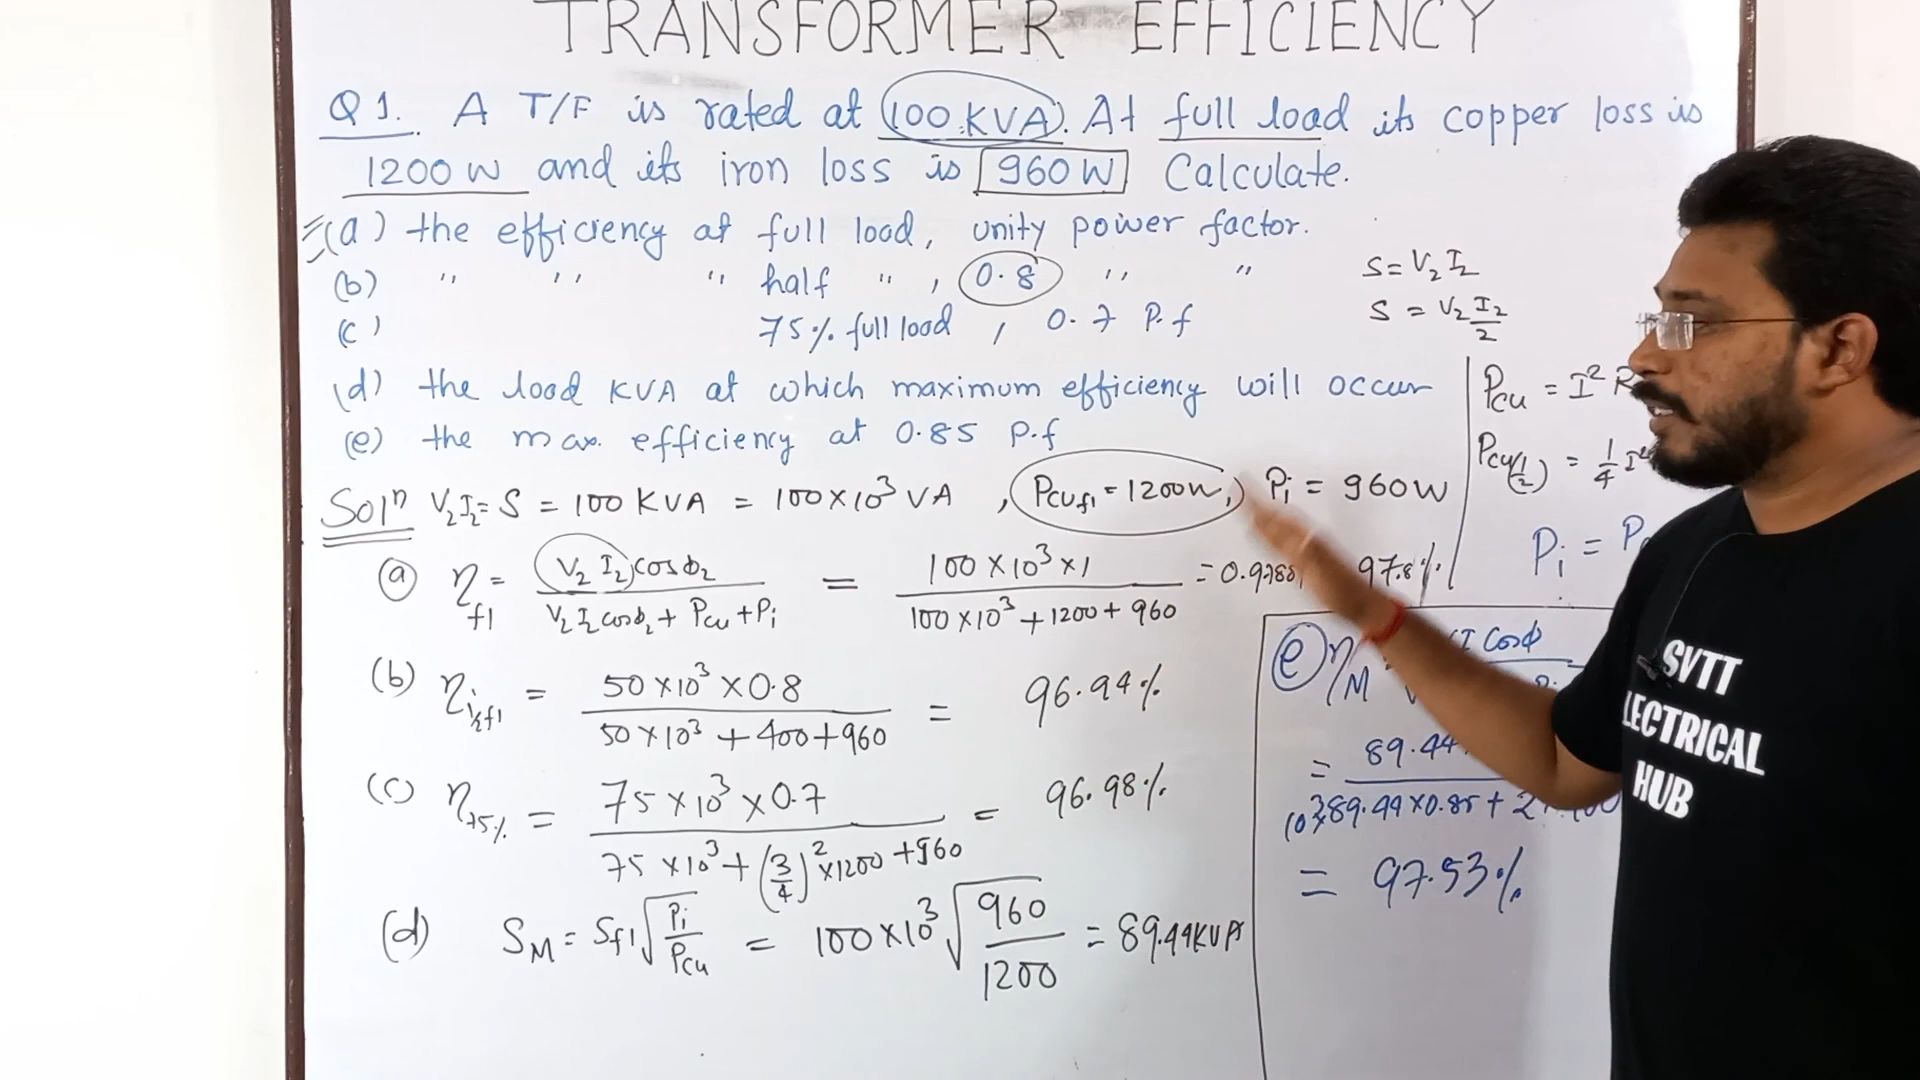 TRANSFORMER EFFICIENCY
Q1. A T/F is rated at 100 KVA. At full load its copper loss is
1200 W and its iron loss is 960 W Calculate.
(a) the efficiency at full load, unity power factor.
(b) " " " half " , 0.8 " "
(c) 75% full load , 0.7 P.f
(d) the load KVA at which maximum efficiency will occur
(e) the max. efficiency at 0.85 P.f
S = V₂I₂
S = V₂ I₂/2
Pcu = I² R
Pcu(1/2) = 1/4 I²
Pi = P
Solⁿ V₂I₂ = S = 100 KVA = 100×10³ VA , Pcufl = 1200W, Pi = 960W
(a) ηfl = V₂ I₂ cosϕ₂ / V₂ I₂ cosϕ₂ + Pcu + Pi = 100×10³×1 / 100×10³ + 1200 + 960 = 97.8%
(b) η½fl = 50×10³×0.8 / 50×10³ + 400 + 960 = 96.94%
(c) η75% = 75×10³×0.7 / 75×10³ + (3/4)²×1200 + 960 = 96.98%
(d) SM = Sfl √Pi/Pcu = 100×10³ √960/1200 = 89.44KVA
(e) ηM I Cosϕ
= 89.44
10³×89.44×0.85 +
= 97.53%
SVTT
LECTRICAL
HUB